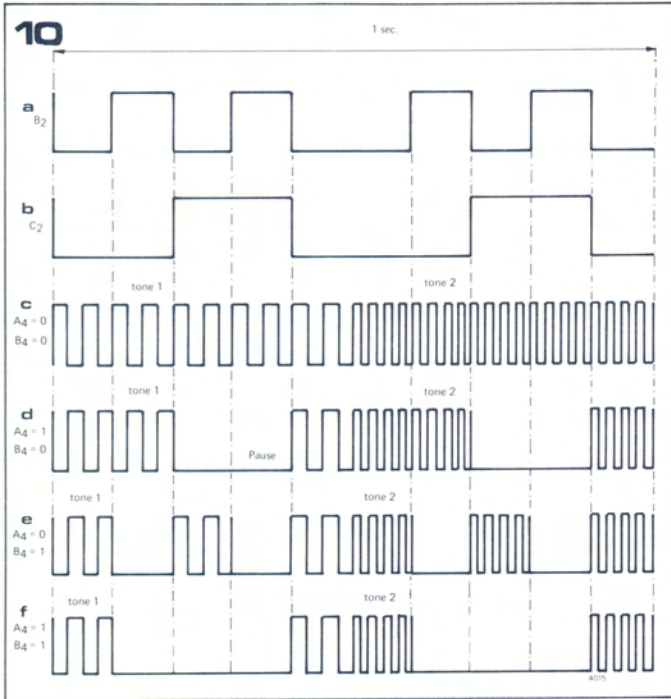 10
1 sec.
a
B2
b
C2
tone 1 tone 2
c
A4 = 0
B4 = 0
tone 1 tone 2
d
A4 = 1
B4 = 0
Pause
tone 1 tone 2
e
A4 = 0
B4 = 1
tone 1 tone 2
f
A4 = 1
B4 = 1
4015